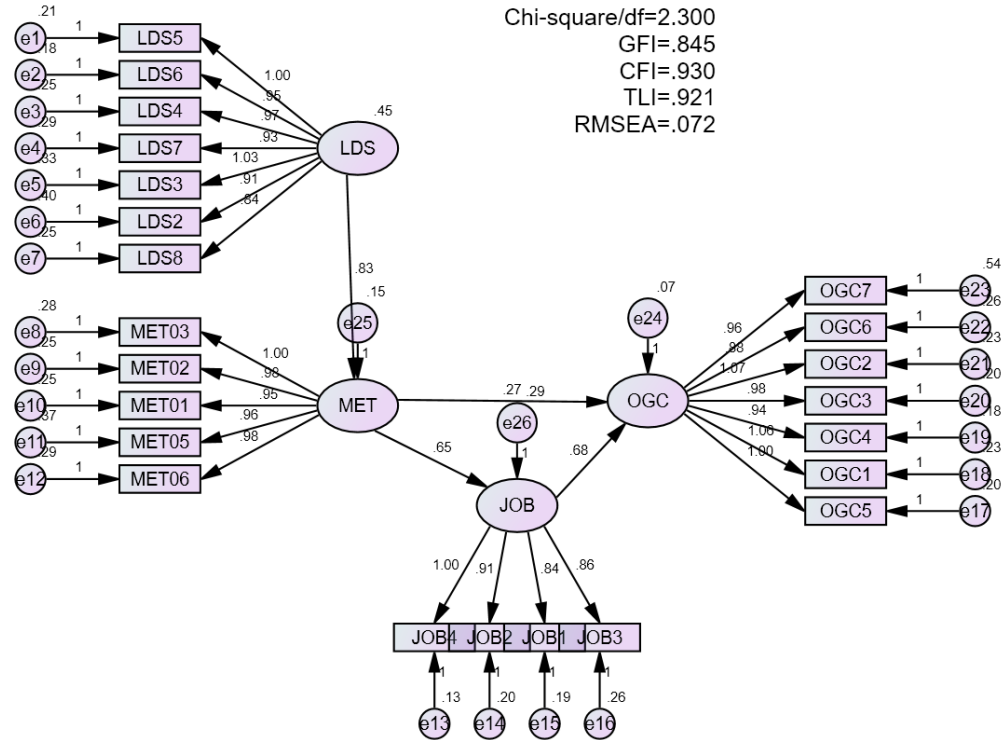 Chi-square/df=2.300
GFI=.845
CFI=.930
TLI=.921
RMSEA=.072
.21
e1 1 LDS5
.18
e2 1 LDS6
.25
e3 1 LDS4
.29
e4 1 LDS7
.33
e5 1 LDS3
.40
e6 1 LDS2
.25
e7 1 LDS8
1.00
.95
.97
.93
1.03
.91
.84
.45
LDS
.83
.15
e25
1
.28
e8 1 MET03
.25
e9 1 MET02
.25
e10 1 MET01
.37
e11 1 MET05
.29
e12 1 MET06
1.00
.98
.95
.96
.98
MET
.07
e24
1
OGC
.27 .29
e26
1
.65
.68
JOB
.96
.88
1.07
.98
.94
1.06
1.00
.54
OGC7 1 e23
.26
OGC6 1 e22
.23
OGC2 1 e21
.20
OGC3 1 e20
.18
OGC4 1 e19
.23
OGC1 1 e18
.20
OGC5 1 e17
1.00 .91 .84 .86
JOB4 JOB2 JOB1 JOB3
1 1 1 1
.13 .20 .19 .26
e13 e14 e15 e16